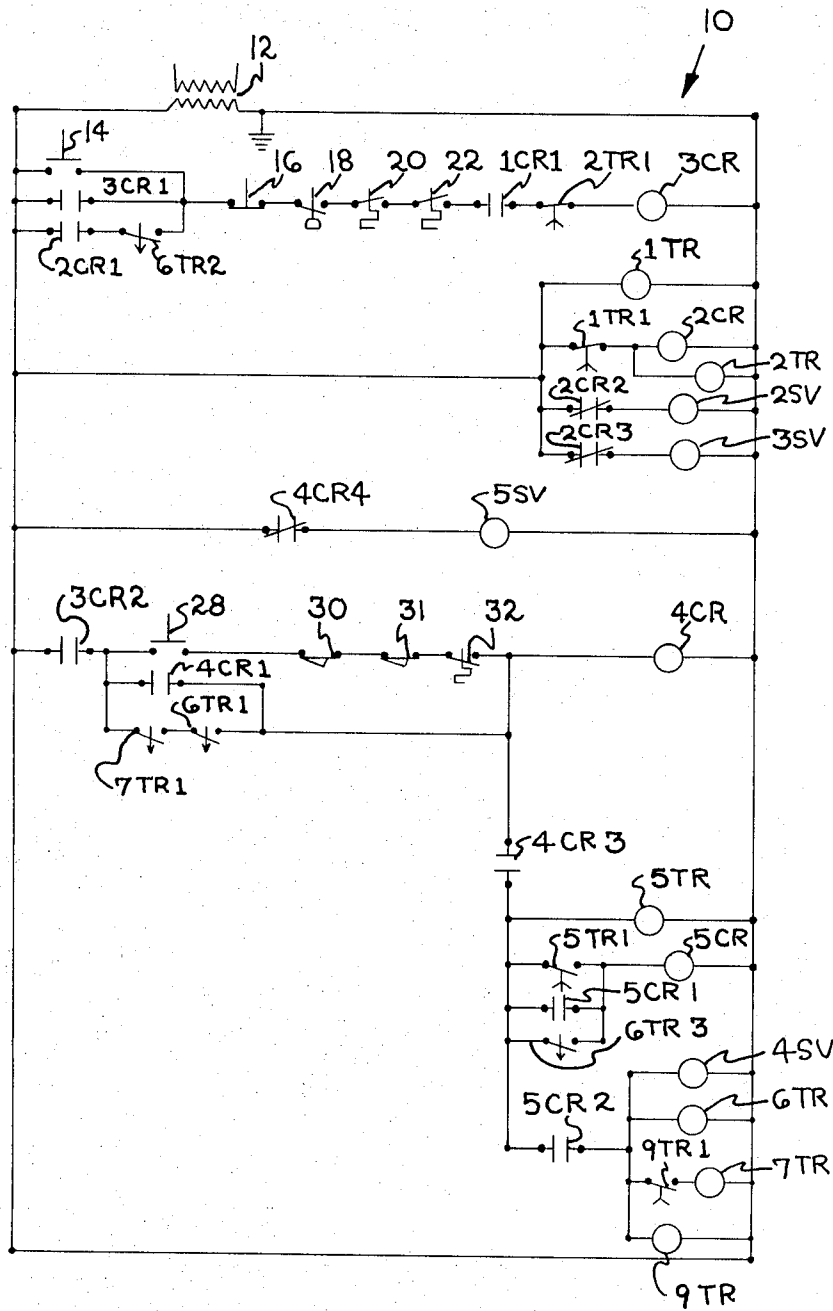 10
12
14
16
18
20
22
1CR1
2TR1
3CR
3CR1
2CR1
6TR2
1TR
1TR1
2CR
2TR
2CR2
2SV
2CR3
3SV
4CR4
5SV
3CR2
28
30
31
32
4CR
4CR1
6TR1
7TR1
4CR3
5TR
5TR1
5CR
5CR1
6TR3
4SV
5CR2
6TR
9TR1
7TR
9TR